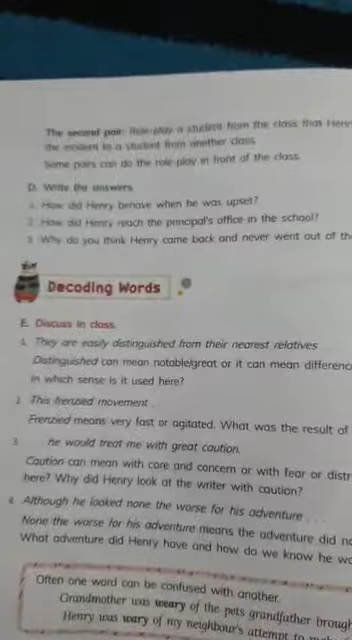 The second pair: Role-play a student from the class that Henr
the incident to a student from another class.
Some pairs can do the role-play in front of the class.
D. Write the answers.
1. How did Henry behave when he was upset?
2. How did Henry reach the principal's office in the school?
3. Why do you think Henry came back and never went out of th
Decoding Words
E. Discuss in class.
1. They are easily distinguished from their nearest relatives
Distinguished can mean notable/great or it can mean differenc
in which sense is it used here?
2. This frenzied movement . . .
Frenzied means very fast or agitated. What was the result of
3. . . . he would treat me with great caution.
Caution can mean with care and concern or with fear or distr
here? Why did Henry look at the writer with caution?
4. Although he looked none the worse for his adventure . . .
None the worse for his adventure means the adventure did no
What adventure did Henry have and how do we know he wa
Often one word can be confused with another.
Grandmother was weary of the pets grandfather brough
Henry was wary of my neighbour's attempt to